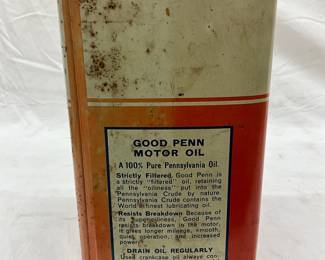 GOOD PENN
MOTOR OIL
A 100% Pure Pennsylvania Oil.
Strictly Filtered, Good Penn is
a strictly "filtered" oil, retaining
all the "oiliness" put into the
Pennsylvania Crude by nature.
Pennsylvania Crude contains the
World's finest lubricating oil.
Resists Breakdown Because of
its superoiliness, Good Penn
resists breakdown in the motor,
it gives longer mileage, smooth,
quiet operation, and increased
power.
DRAIN OIL REGULARLY
Used crankcase oil always con-